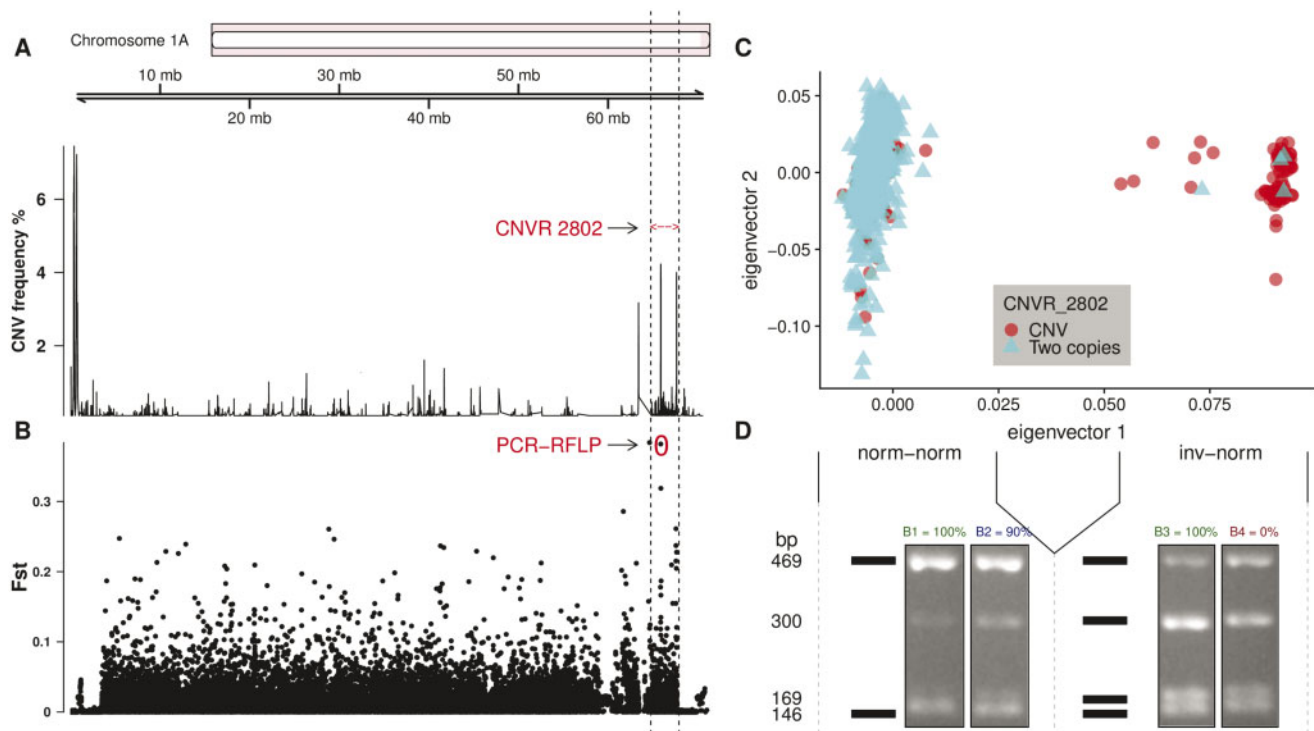 A
Chromosome 1A
10 mb 30 mb 50 mb
20 mb 40 mb 60 mb
CNV frequency %
6
4
2
CNVR 2802
B
PCR−RFLP
Fst
0.3
0.2
0.1
0
C
eigenvector 2
0.05
0.00
−0.05
−0.10
CNVR_2802
CNV
Two copies
0.000 0.025 0.050 0.075
eigenvector 1
D
norm−norm inv−norm
bp
B1 = 100% B2 = 90% B3 = 100% B4 = 0%
469
300
169
146